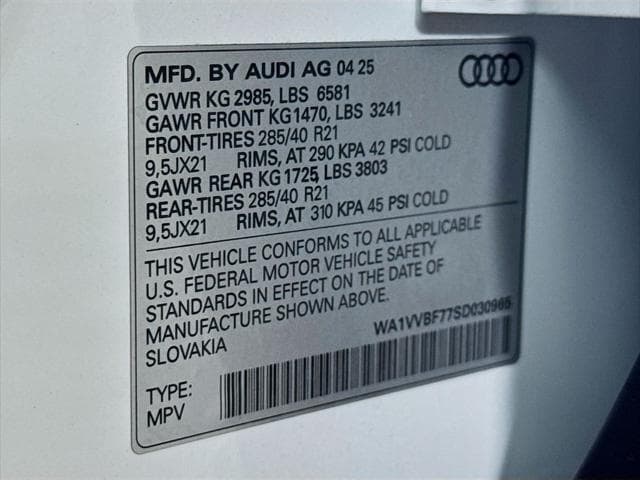 MFD. BY AUDI AG 04 25
GVWR KG 2985, LBS 6581
GAWR FRONT KG1470, LBS 3241
FRONT-TIRES 285/40 R21
9,5JX21 RIMS, AT 290 KPA 42 PSI COLD
GAWR REAR KG 1725, LBS 3803
REAR-TIRES 285/40 R21
9,5JX21 RIMS, AT 310 KPA 45 PSI COLD
THIS VEHICLE CONFORMS TO ALL APPLICABLE
U.S. FEDERAL MOTOR VEHICLE SAFETY
STANDARDS IN EFFECT ON THE DATE OF
MANUFACTURE SHOWN ABOVE.
SLOVAKIA
WA1VVBF77SD030965
TYPE:
MPV